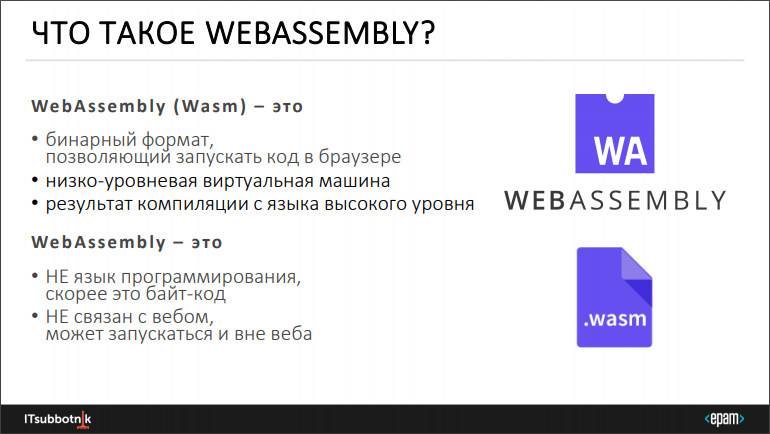 ЧТО ТАКОЕ WEBASSEMBLY?
WebAssembly (Wasm) – это
• бинарный формат,
позволяющий запускать код в браузере
• низко-уровневая виртуальная машина
• результат компиляции с языка высокого уровня
WebAssembly – это
• НЕ язык программирования,
скорее это байт-код
• НЕ связан с вебом,
может запускаться и вне веба
WA
WEBASSEMBLY
.wasm
ITsubbotnik
<epam>